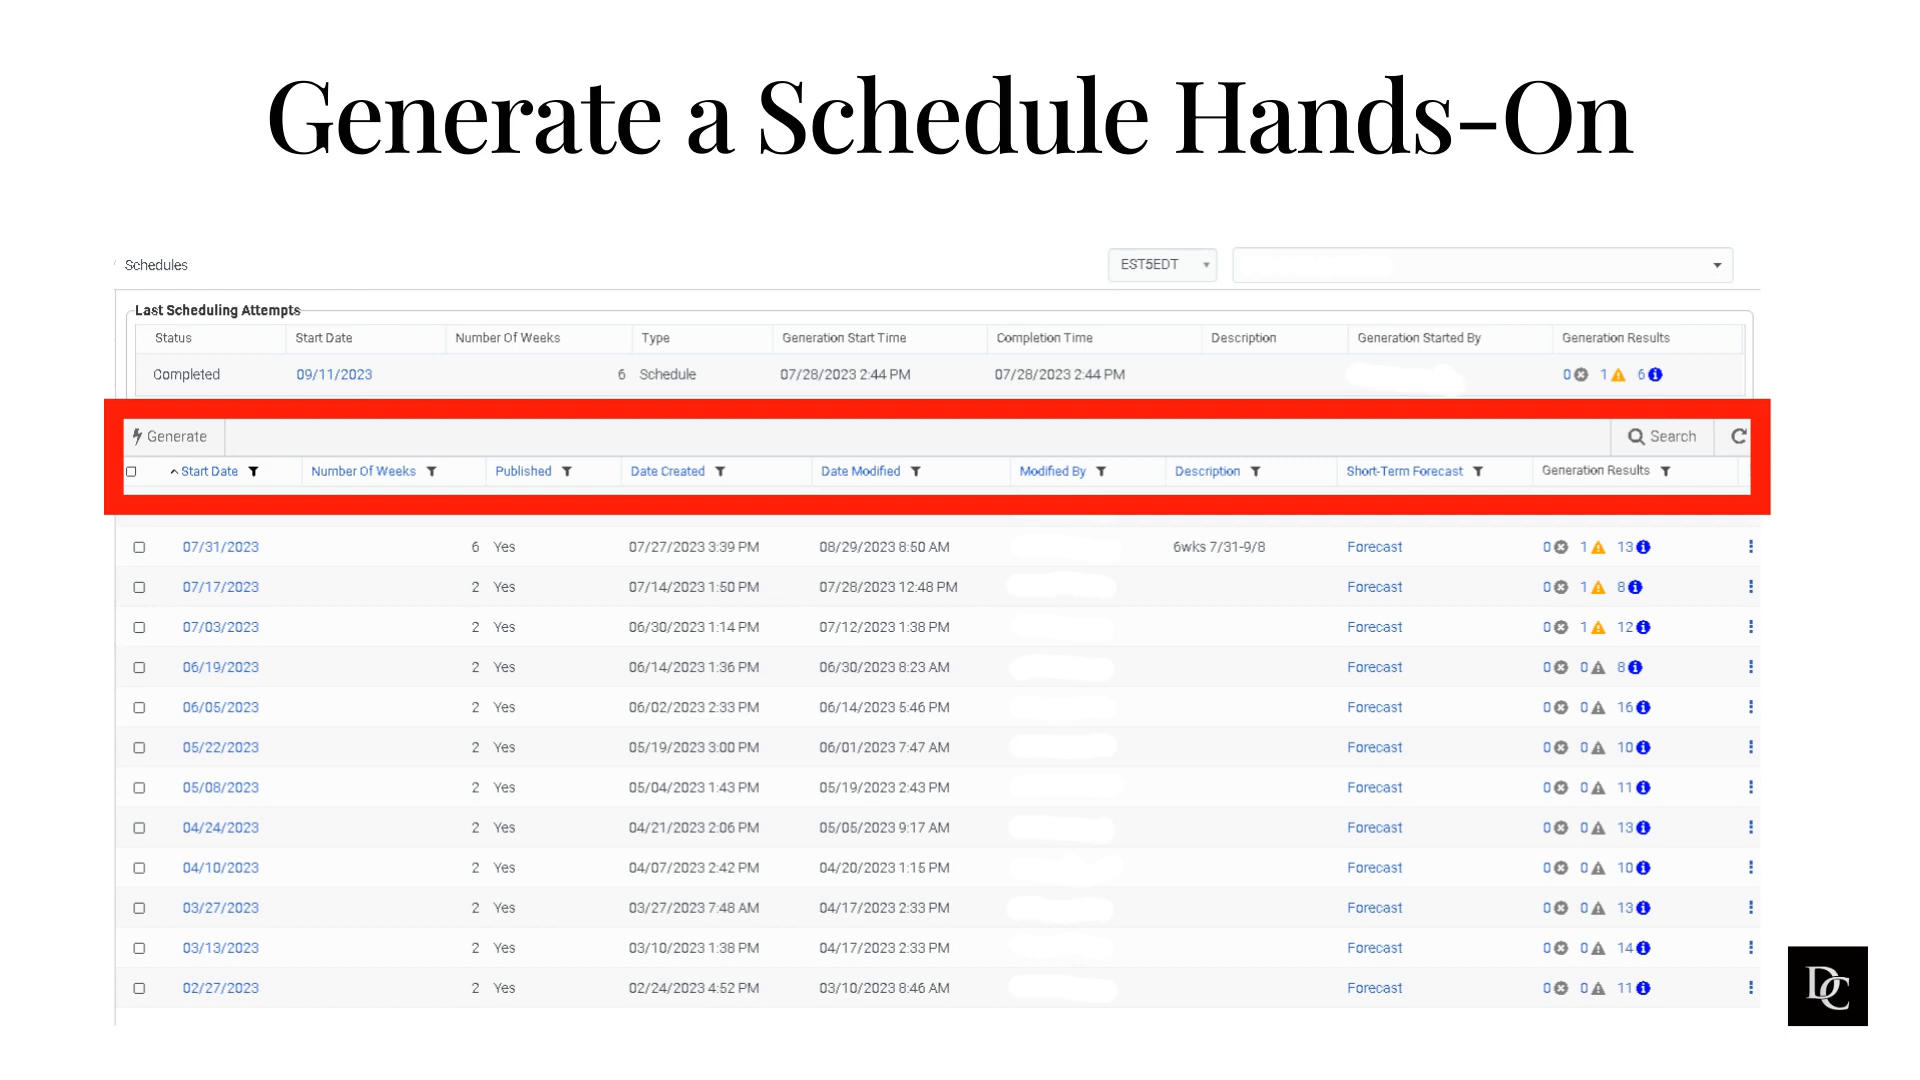 Generate a Schedule Hands-On
Schedules
EST5EDT
Last Scheduling Attempts
Status Start Date Number Of Weeks Type Generation Start Time Completion Time Description Generation Started By Generation Results
Completed 09/11/2023 6 Schedule 07/28/2023 2:44 PM 07/28/2023 2:44 PM 0 1 6
Generate Search
Start Date Number Of Weeks Published Date Created Date Modified Modified By Description Short-Term Forecast Generation Results
07/31/2023 6 Yes 07/27/2023 3:39 PM 08/29/2023 8:50 AM 6wks 7/31-9/8 Forecast 0 1 13
07/17/2023 2 Yes 07/14/2023 1:50 PM 07/28/2023 12:48 PM Forecast 0 1 8
07/03/2023 2 Yes 06/30/2023 1:14 PM 07/12/2023 1:38 PM Forecast 0 1 12
06/19/2023 2 Yes 06/14/2023 1:36 PM 06/30/2023 8:23 AM Forecast 0 0 8
06/05/2023 2 Yes 06/02/2023 2:33 PM 06/14/2023 5:46 PM Forecast 0 0 16
05/22/2023 2 Yes 05/19/2023 3:00 PM 06/01/2023 7:47 AM Forecast 0 0 10
05/08/2023 2 Yes 05/04/2023 1:43 PM 05/19/2023 2:43 PM Forecast 0 0 11
04/24/2023 2 Yes 04/21/2023 2:06 PM 05/05/2023 9:17 AM Forecast 0 0 13
04/10/2023 2 Yes 04/07/2023 2:42 PM 04/20/2023 1:15 PM Forecast 0 0 10
03/27/2023 2 Yes 03/27/2023 7:48 AM 04/17/2023 2:33 PM Forecast 0 0 13
03/13/2023 2 Yes 03/10/2023 1:38 PM 04/17/2023 2:33 PM Forecast 0 0 14
02/27/2023 2 Yes 02/24/2023 4:52 PM 03/10/2023 8:46 AM Forecast 0 0 11
DC